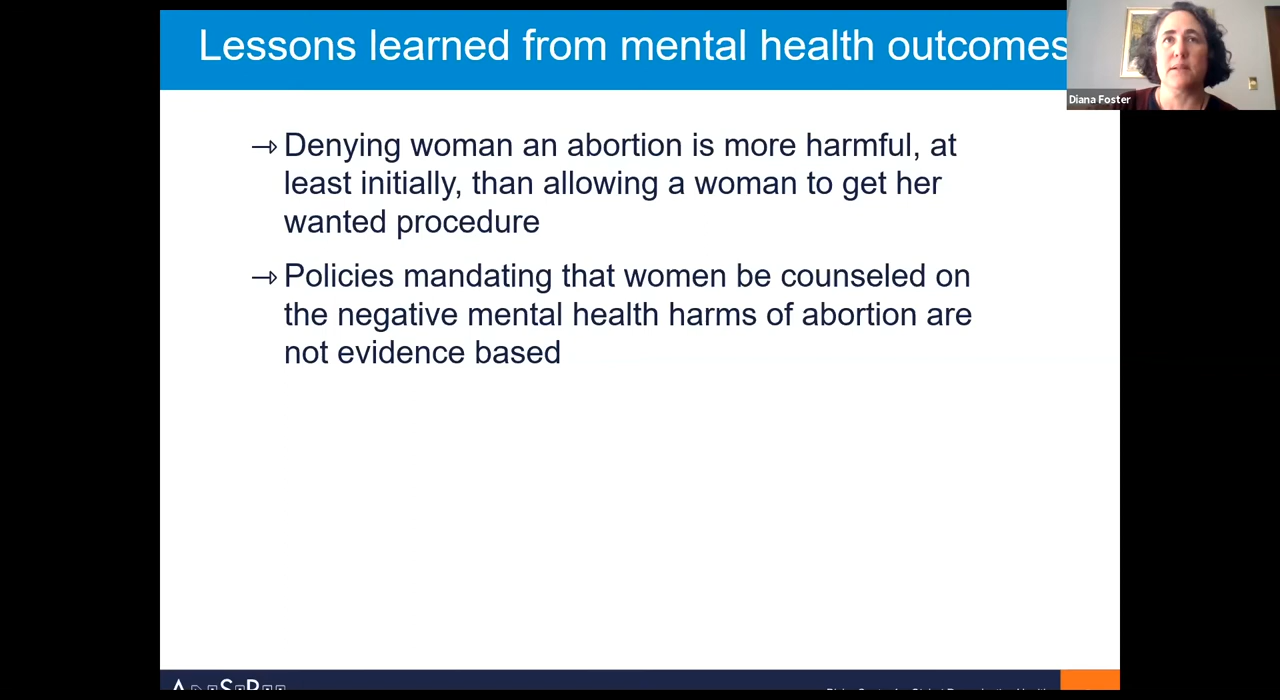 Lessons learned from mental health outcomes
Diana Foster
Denying woman an abortion is more harmful, at
least initially, than allowing a woman to get her
wanted procedure
Policies mandating that women be counseled on
the negative mental health harms of abortion are
not evidence based